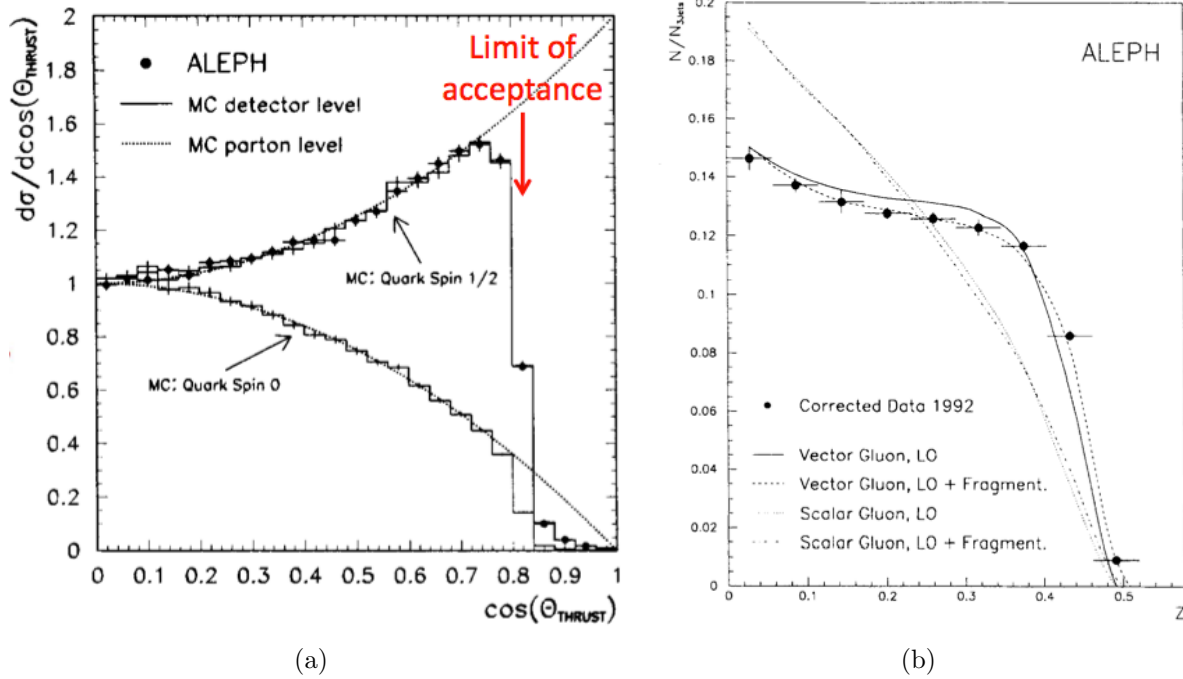 dσ/dcos(Θ_THRUST)
2
1.8
1.6
1.4
1.2
1
0.8
0.6
0.4
0.2
0
ALEPH
MC detector level
MC parton level
Limit of
acceptance
MC: Quark Spin 1/2
MC: Quark Spin 0
0 0.1 0.2 0.3 0.4 0.5 0.6 0.7 0.8 0.9 1
cos(Θ_THRUST)
(a)
N/N_3Jets
0.2
0.18
0.16
0.14
0.12
0.1
0.08
0.06
0.04
0.02
0
ALEPH
Corrected Data 1992
Vector Gluon, LO
Vector Gluon, LO + Fragment.
Scalar Gluon, LO
Scalar Gluon, LO + Fragment.
0 0.1 0.2 0.3 0.4 0.5
Z
(b)